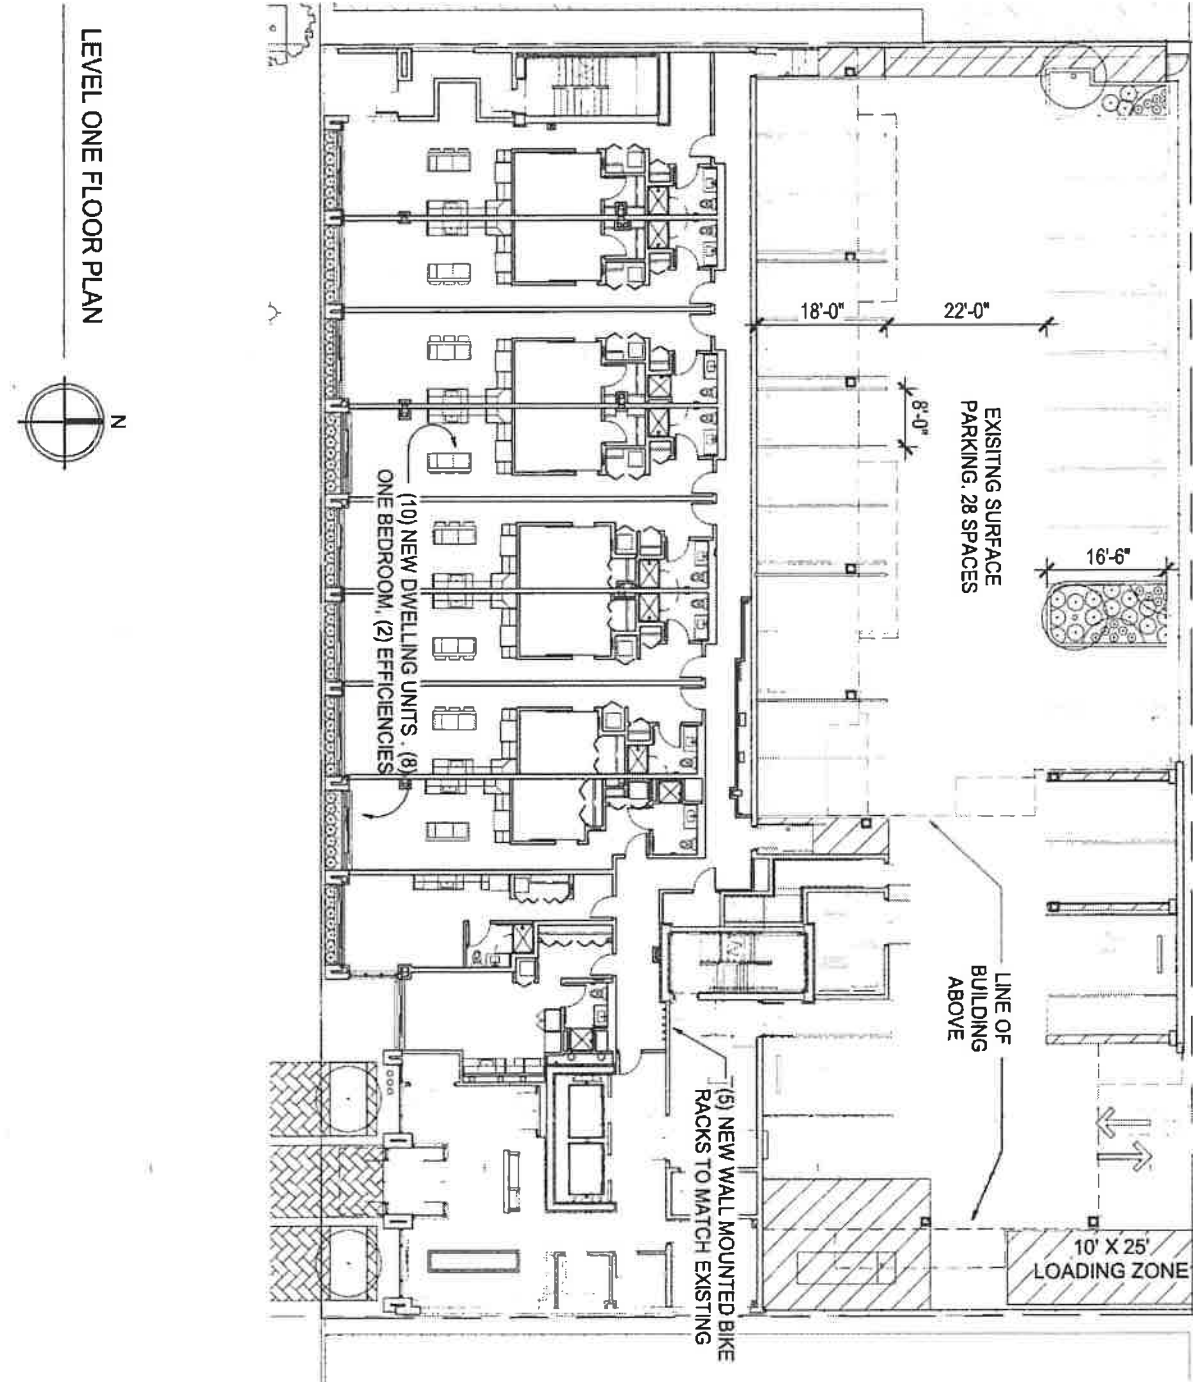 LEVEL ONE FLOOR PLAN
N
(10) NEW DWELLING UNITS . (8)
ONE BEDROOM, (2) EFFICIENCIES
18'-0"
22'-0"
8'-0"
EXISITNG SURFACE
PARKING. 28 SPACES
16'-6"
LINE OF
BUILDING
ABOVE
(5) NEW WALL MOUNTED BIKE
RACKS TO MATCH EXISTING
10' X 25'
LOADING ZONE